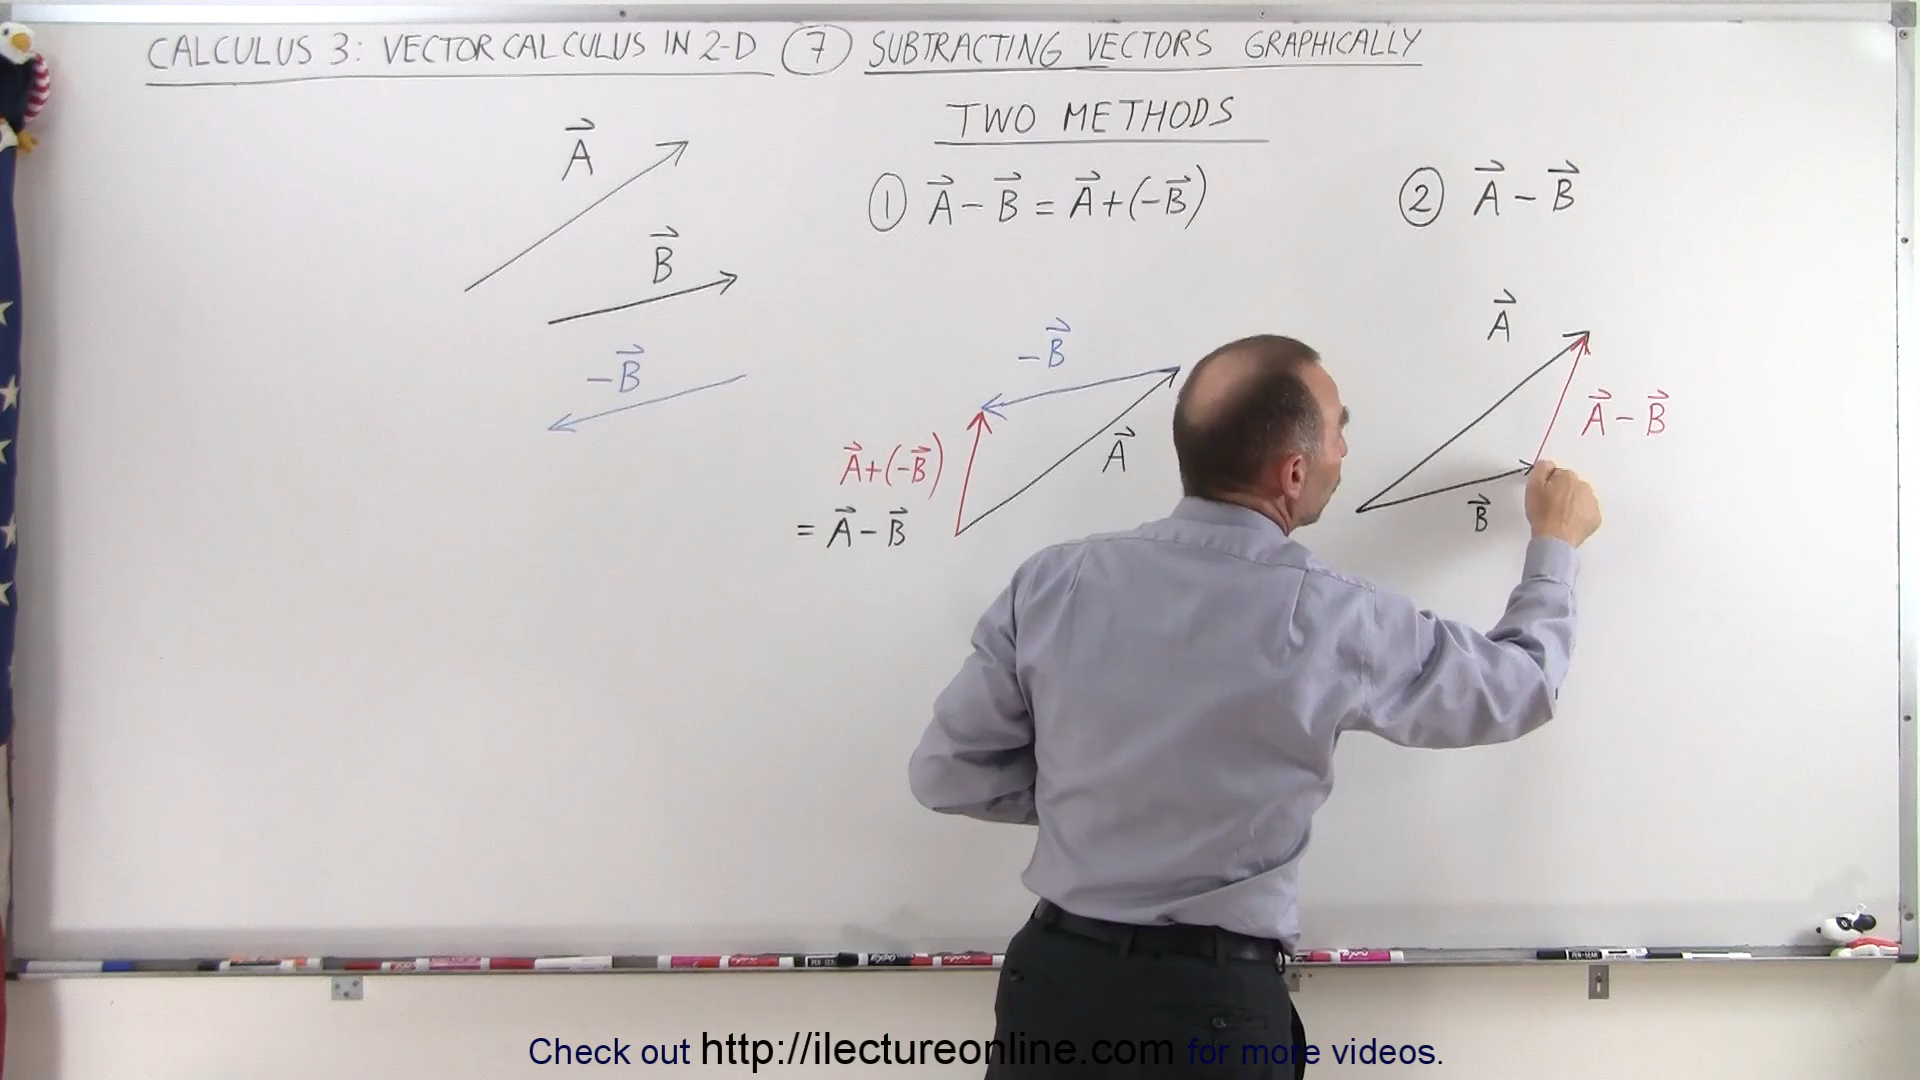 CALCULUS 3: VECTOR CALCULUS IN 2-D ⑦ SUBTRACTING VECTORS GRAPHICALLY
TWO METHODS
① A⃗ − B⃗ = A⃗ + (−B⃗)
② A⃗ − B⃗
A⃗
B⃗
−B⃗
−B⃗
A⃗
A⃗ + (−B⃗)
= A⃗ − B⃗
A⃗
A⃗ − B⃗
B⃗
Check out http://ilectureonline.com for more videos.